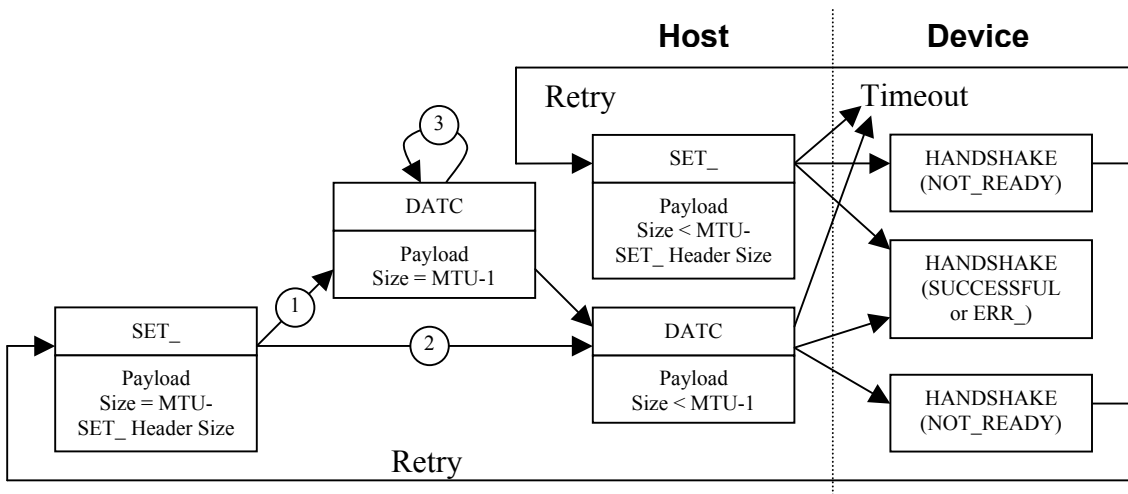 Host
Device
Retry
Timeout
3
SET_
HANDSHAKE
(NOT_READY)
DATC
Payload
Size < MTU-
SET_ Header Size
Payload
Size = MTU-1
HANDSHAKE
(SUCCESSFUL
or ERR_)
1
SET_
2
DATC
Payload
Size = MTU-
SET_ Header Size
Payload
Size < MTU-1
HANDSHAKE
(NOT_READY)
Retry